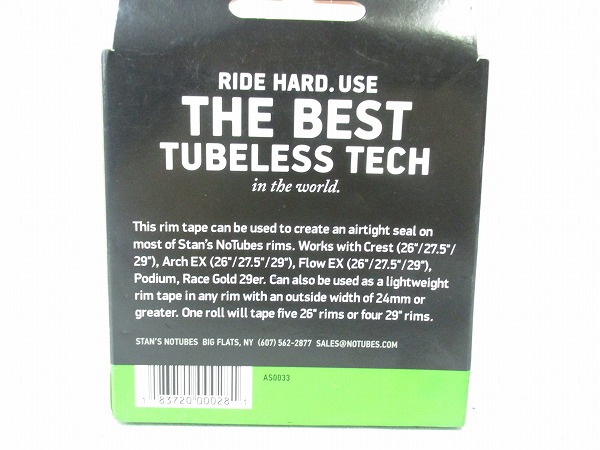 RIDE HARD. USE
THE BEST
TUBELESS TECH
in the world.
This rim tape can be used to create an airtight seal on
most of Stan's NoTubes rims. Works with Crest (26"/27.5"/
29"), Arch EX (26"/27.5"/29"), Flow EX (26"/27.5"/29"),
Podium, Race Gold 29er. Can also be used as a lightweight
rim tape in any rim with an outside width of 24mm or
greater. One roll will tape five 26" rims or four 29" rims.
STAN'S NOTUBES BIG FLATS, NY (607) 562-2877 SALES@NOTUBES.COM
AS0033
1 83720 00028 1